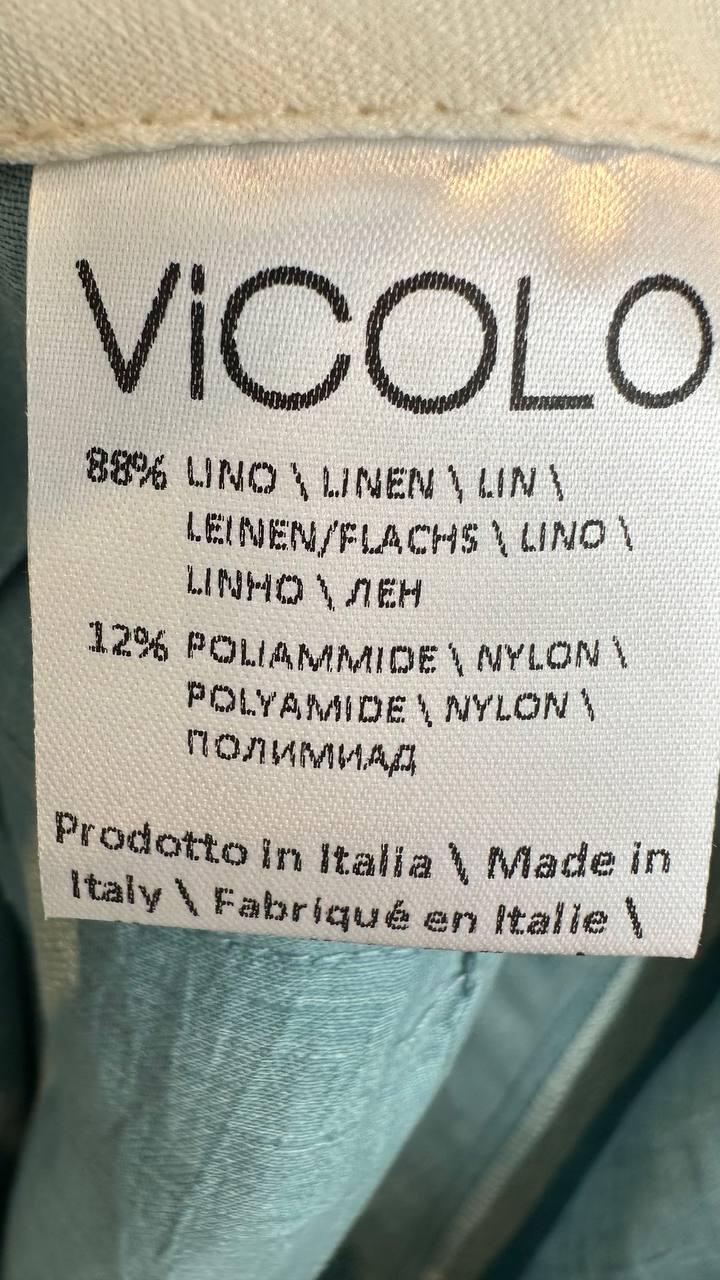 ViCOLO
88% LINO \ LINEN \ LIN \
LEINEN/FLACHS \ LINO \
LINHO \ ЛЕН
12% POLIAMMIDE \ NYLON \
POLYAMIDE \ NYLON \
ПОЛИМИАД
Prodotto in Italia \ Made in
Italy \ Fabriqué en Italie \